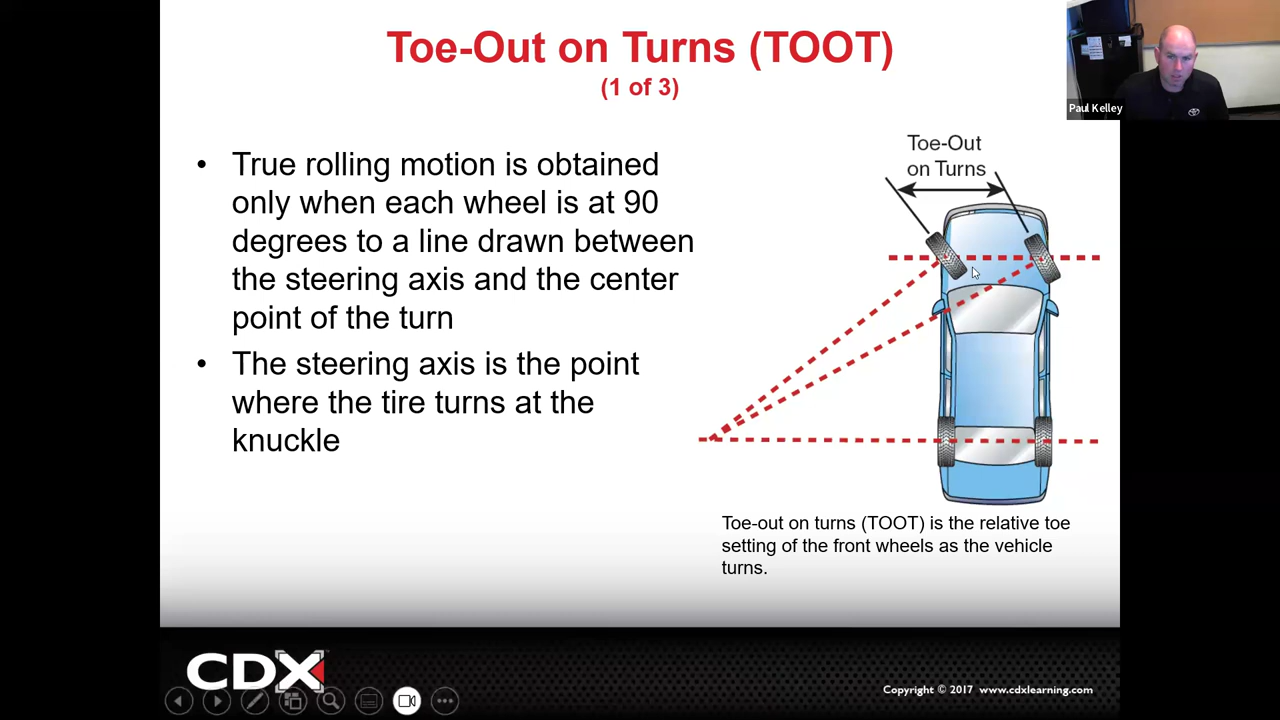 Toe-Out on Turns (TOOT)
(1 of 3)
Paul Kelley
• True rolling motion is obtained
only when each wheel is at 90
degrees to a line drawn between
the steering axis and the center
point of the turn
• The steering axis is the point
where the tire turns at the
knuckle
Toe-Out
on Turns
Toe-out on turns (TOOT) is the relative toe
setting of the front wheels as the vehicle
turns.
CDX
Copyright © 2017 www.cdxlearning.com